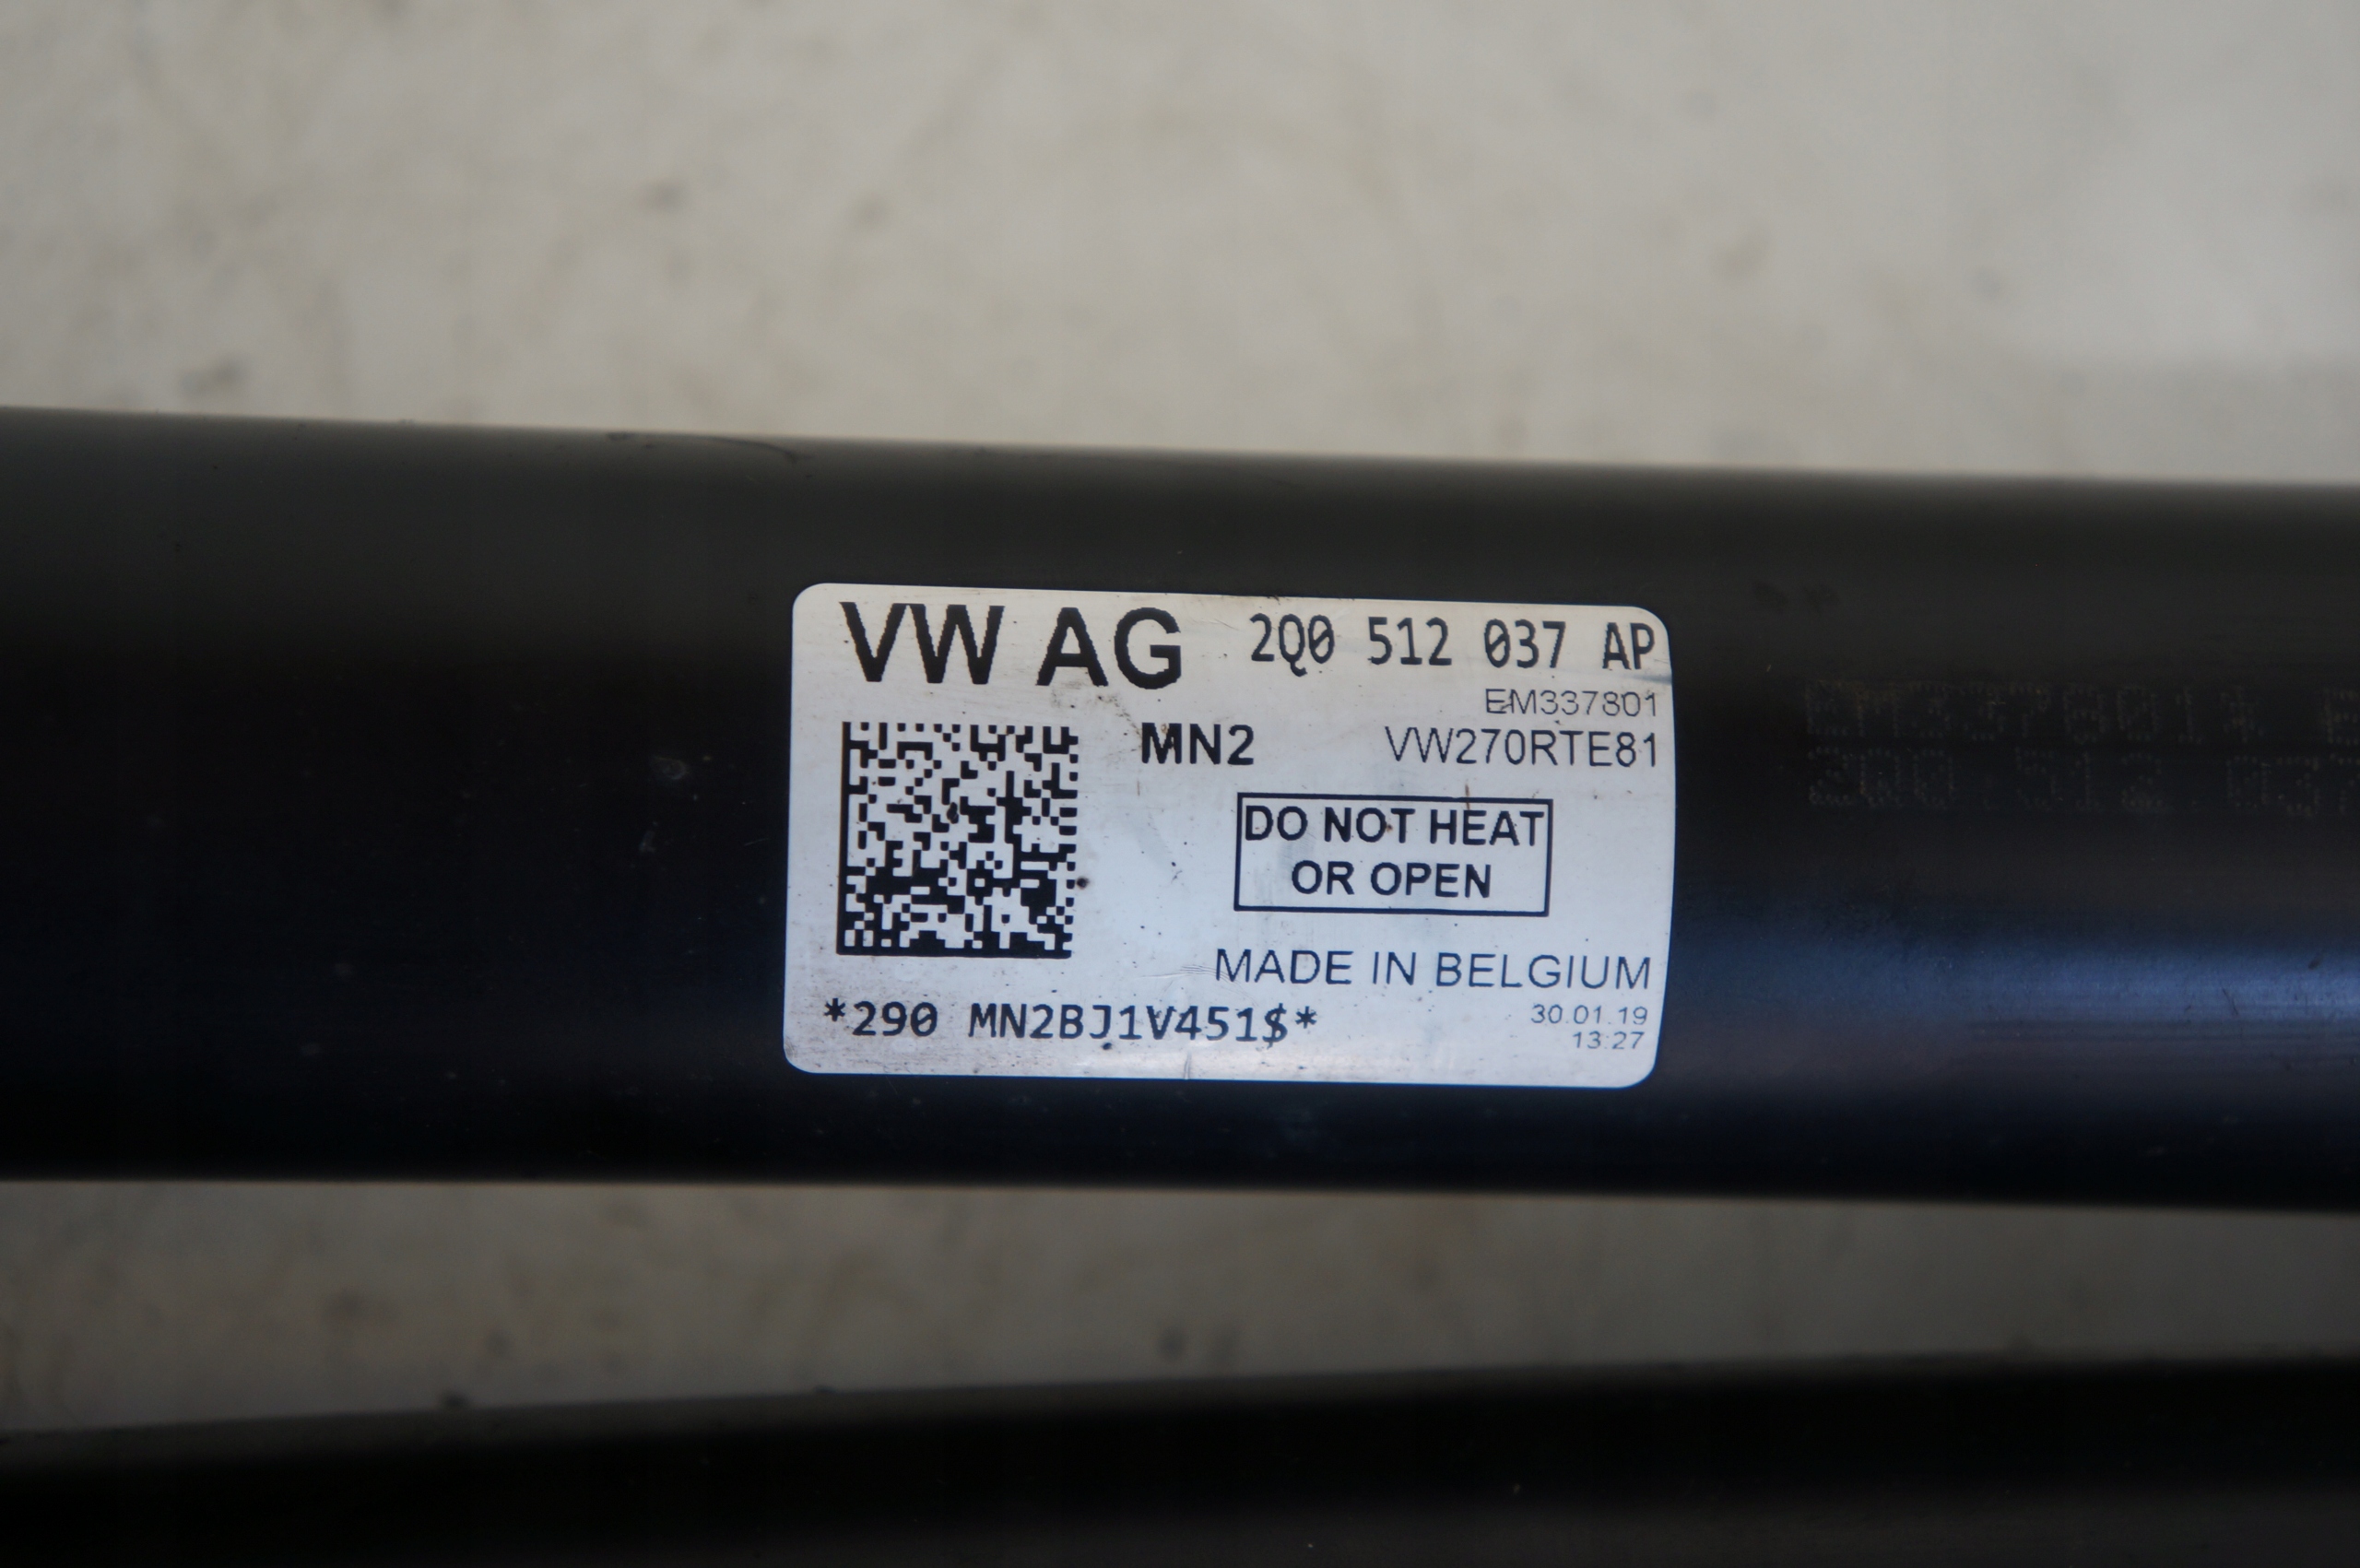 VW AG 2Q0 512 037 AP
EM337801
MN2 VW270RTE81
DO NOT HEAT
OR OPEN
MADE IN BELGIUM
*290 MN2BJ1V451$*
30.01.19
13:27